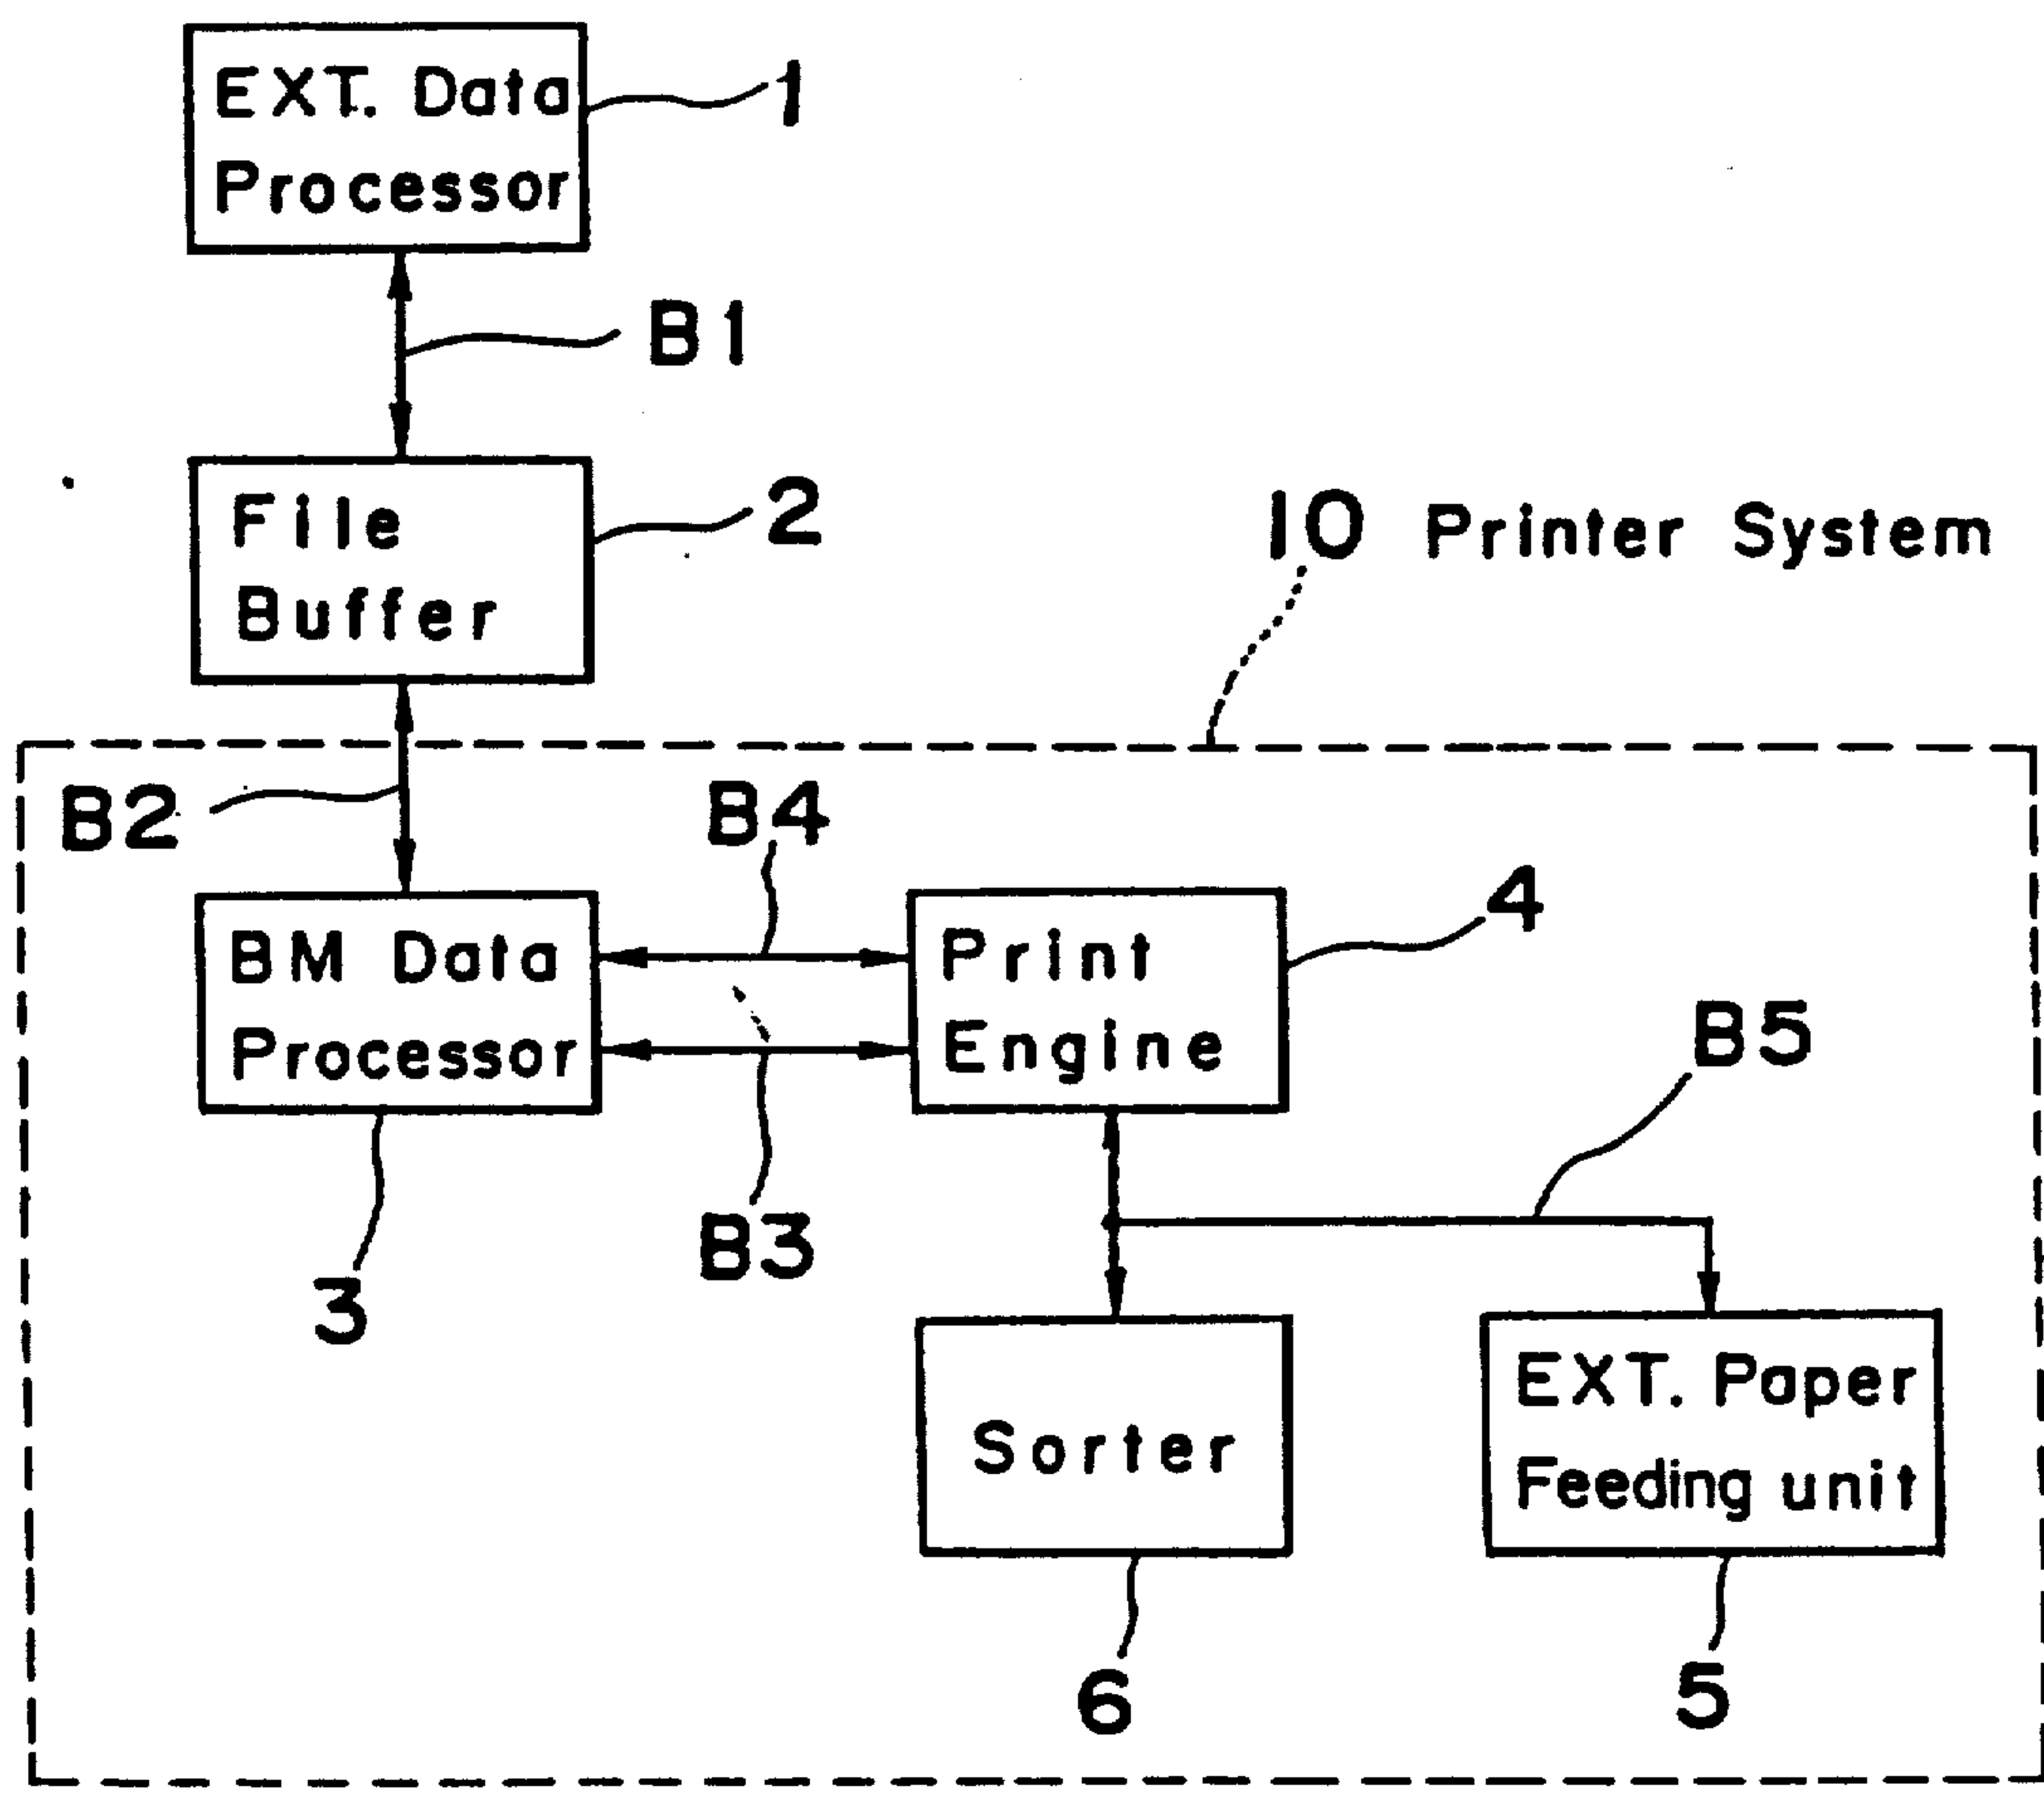 EXT. Data
Processor
1
B1
File
Buffer
2
10 Printer System
B2
B4
BM Data
Processor
Print
Engine
4
B5
B3
3
Sorter
EXT. Paper
Feeding unit
6
5